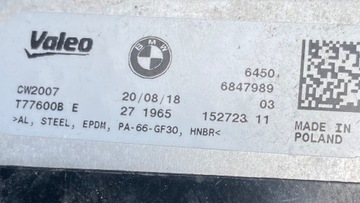 Valeo
BMW
6450
6847989
CW2007
20/08/18
03
T77600B E
27 1965
152723 11
>AL, STEEL, EPDM, PA-66-GF30, HNBR<
MADE IN
POLAND